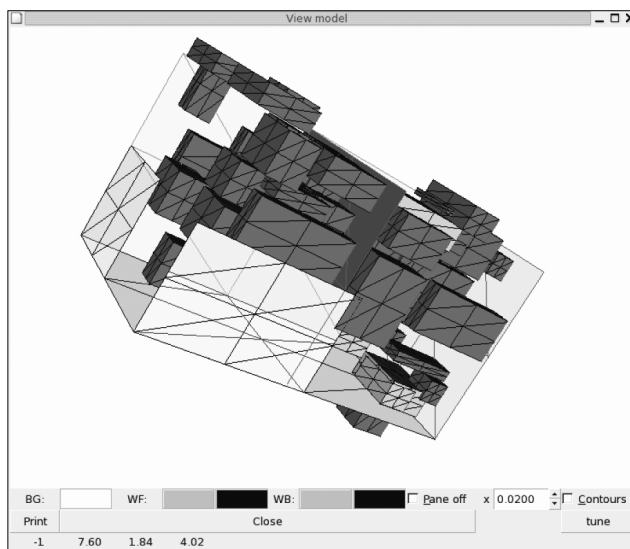 View model
BG: WF: WB: Pane off x 0.0200 Contours
Print Close tune
-1 7.60 1.84 4.02